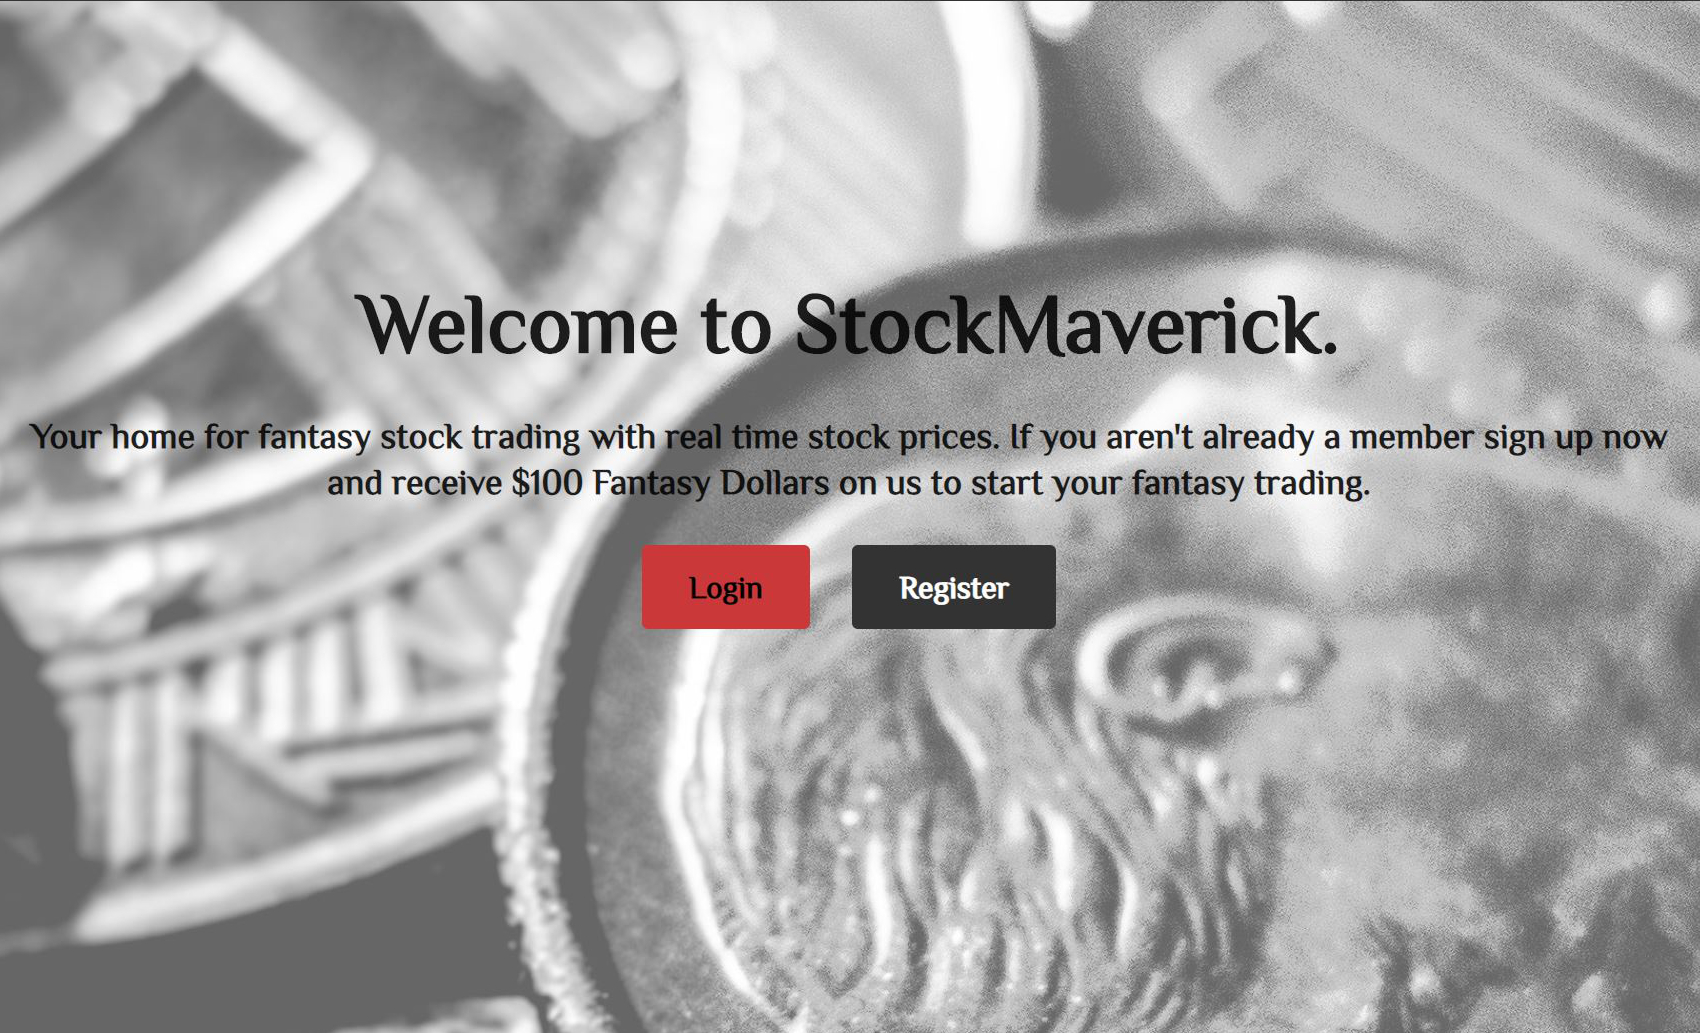 Welcome to StockMaverick.
Your home for fantasy stock trading with real time stock prices. If you aren't already a member sign up now
and receive $100 Fantasy Dollars on us to start your fantasy trading.
Login
Register